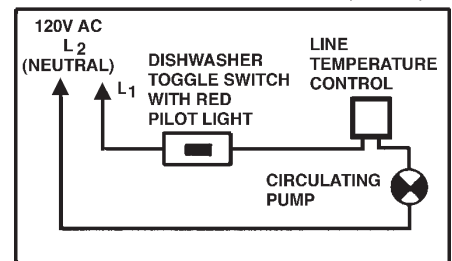 120V AC
L2
(NEUTRAL)
L1
DISHWASHER
TOGGLE SWITCH
WITH RED
PILOT LIGHT
LINE
TEMPERATURE
CONTROL
CIRCULATING
PUMP